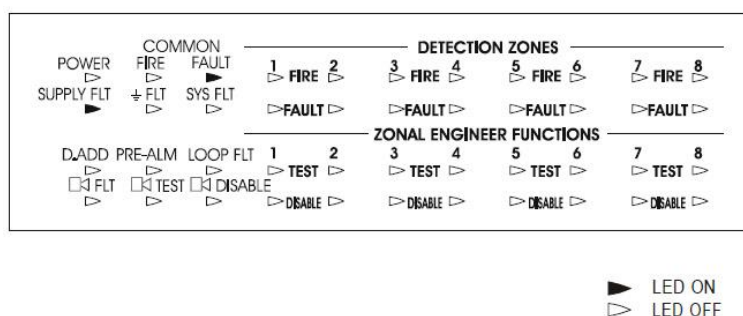 COMMON
DETECTION ZONES
POWER FIRE FAULT 1 FIRE 2 3 FIRE 4 5 FIRE 6 7 FIRE 8
SUPPLY FLT ⏚ FLT SYS FLT FAULT FAULT FAULT FAULT
ZONAL ENGINEER FUNCTIONS
D.ADD PRE-ALM LOOP FLT 1 2 3 4 5 6 7 8
TEST TEST TEST TEST
FLT TEST DISABLE
DISABLE DISABLE DISABLE DISABLE
LED ON
LED OFF